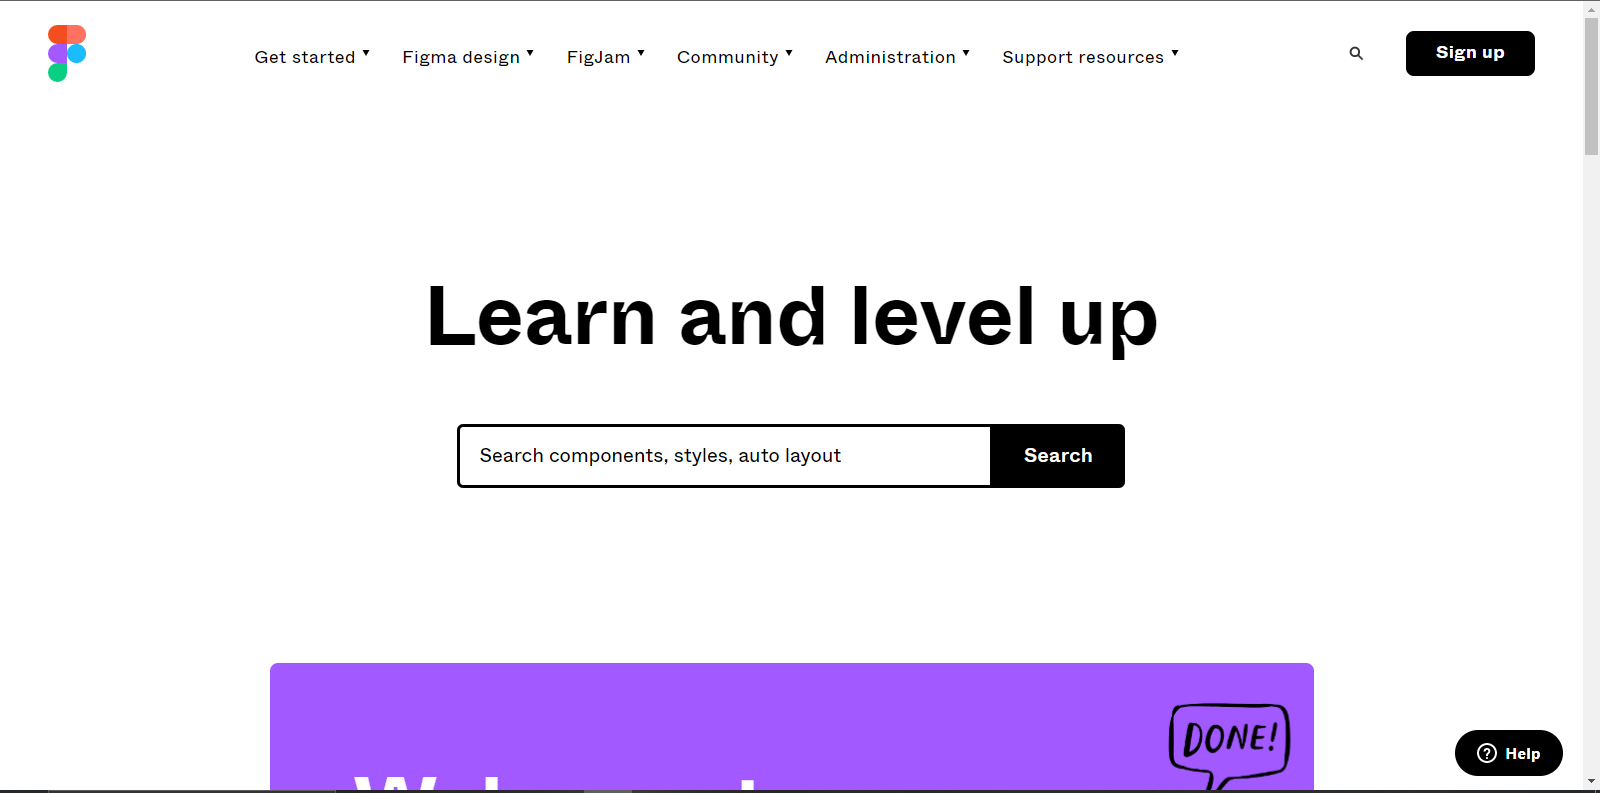 Get started Figma design FigJam Community Administration Support resources Sign up
Learn and level up
Search components, styles, auto layout Search
DONE!
Help